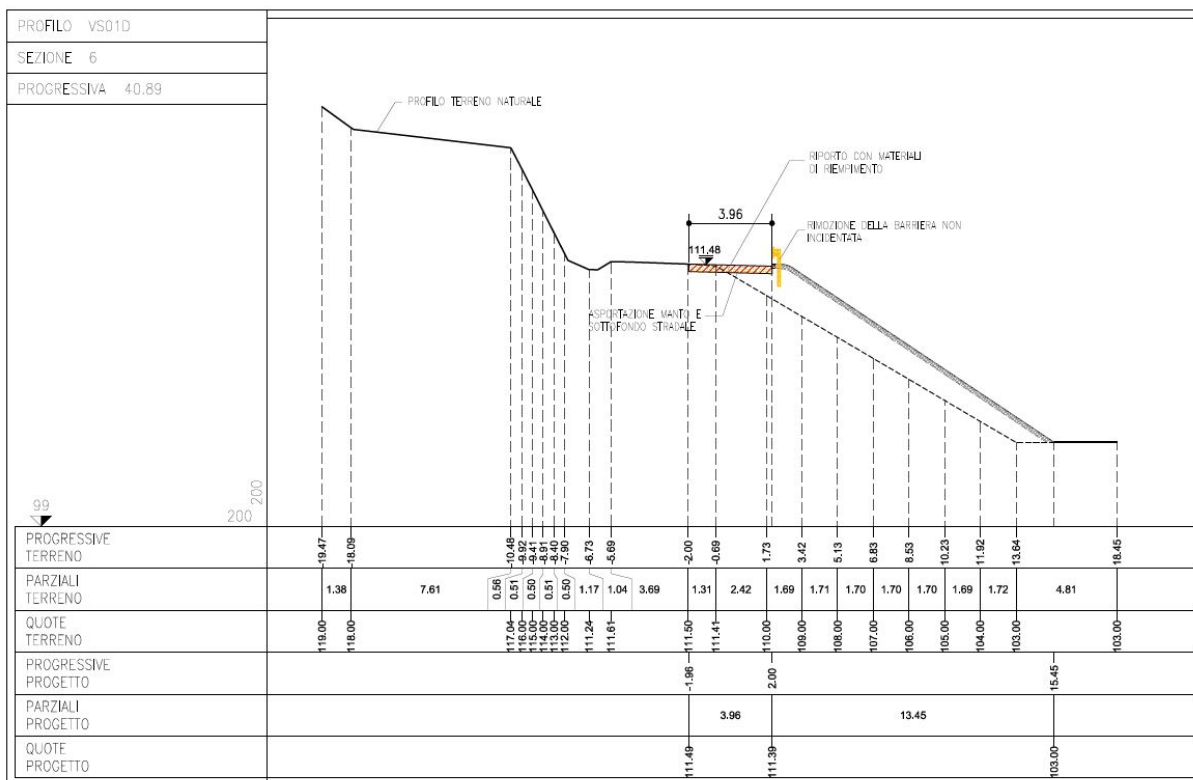 PROFILO VS01D
SEZIONE 6
PROGRESSIVA 40.89
PROFILO TERRENO NATURALE
RIPORTO CON MATERIALI
DI RIEMPIMENTO
3.96
RIMOZIONE DELLA BARRIERA NON
INCIDENTATA
111.48
ASPORTAZIONE MANTO E
SOTTOFONDO STRADALE
99
200
200
PROGRESSIVE
TERRENO
-19.47 -18.09 -10.48 -9.92 -9.41 -8.91 -8.40 -7.90 -6.73 -5.69 -2.00 -0.69 1.73 3.42 5.13 6.83 8.53 10.23 11.92 13.64 18.45
PARZIALI
TERRENO
1.38 7.61 0.56 0.51 0.50 0.51 0.50 1.17 1.04 3.69 1.31 2.42 1.69 1.71 1.70 1.70 1.70 1.69 1.72 4.81
QUOTE
TERRENO
119.00 118.00 117.04 116.00 115.00 114.00 113.00 112.00 111.24 111.61 111.50 111.41 110.00 109.00 108.00 107.00 106.00 105.00 104.00 103.00 103.00
PROGRESSIVE
PROGETTO
-1.96 2.00 15.45
PARZIALI
PROGETTO
3.96 13.45
QUOTE
PROGETTO
111.49 111.39 103.00